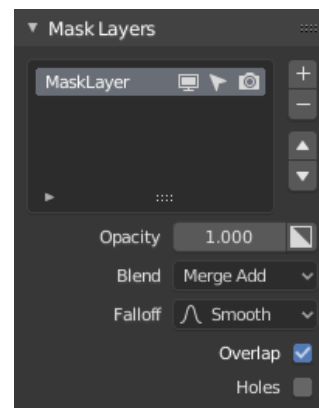 Mask Layers
MaskLayer
Opacity 1.000
Blend Merge Add
Falloff Smooth
Overlap
Holes